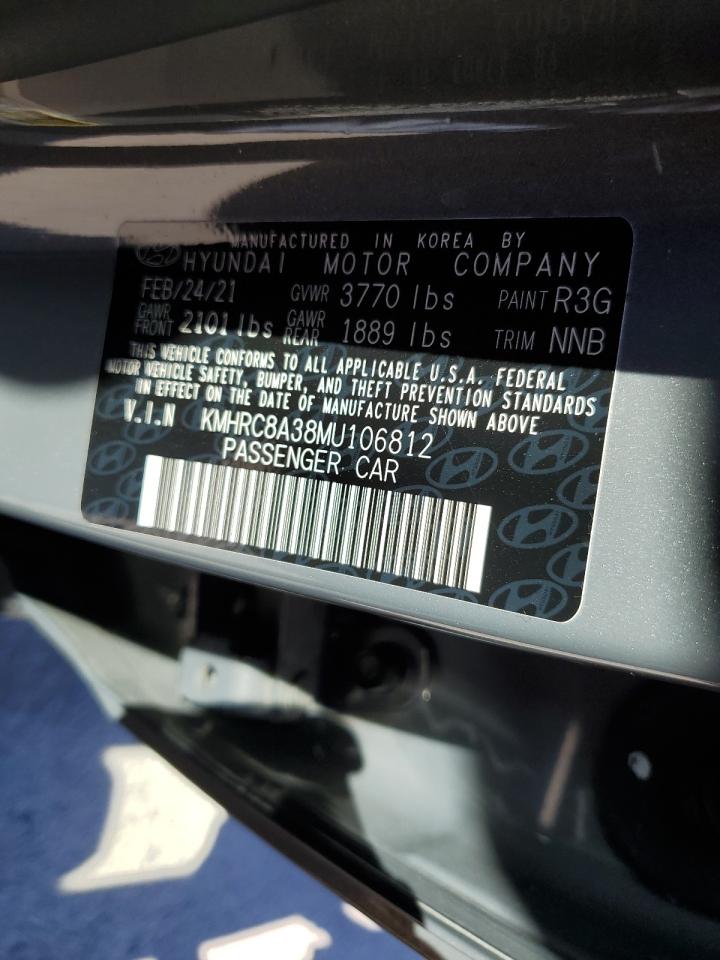 MANUFACTURED IN KOREA BY
HYUNDAI MOTOR COMPANY
FEB/24/21 GVWR 3770 lbs PAINT R3G
GAWR FRONT 2101 lbs GAWR REAR 1889 lbs TRIM NNB
THIS VEHICLE CONFORMS TO ALL APPLICABLE U.S.A. FEDERAL
MOTOR VEHICLE SAFETY, BUMPER, AND THEFT PREVENTION STANDARDS
IN EFFECT ON THE DATE OF MANUFACTURE SHOWN ABOVE
V.I.N KMHRC8A38MU106812
PASSENGER CAR